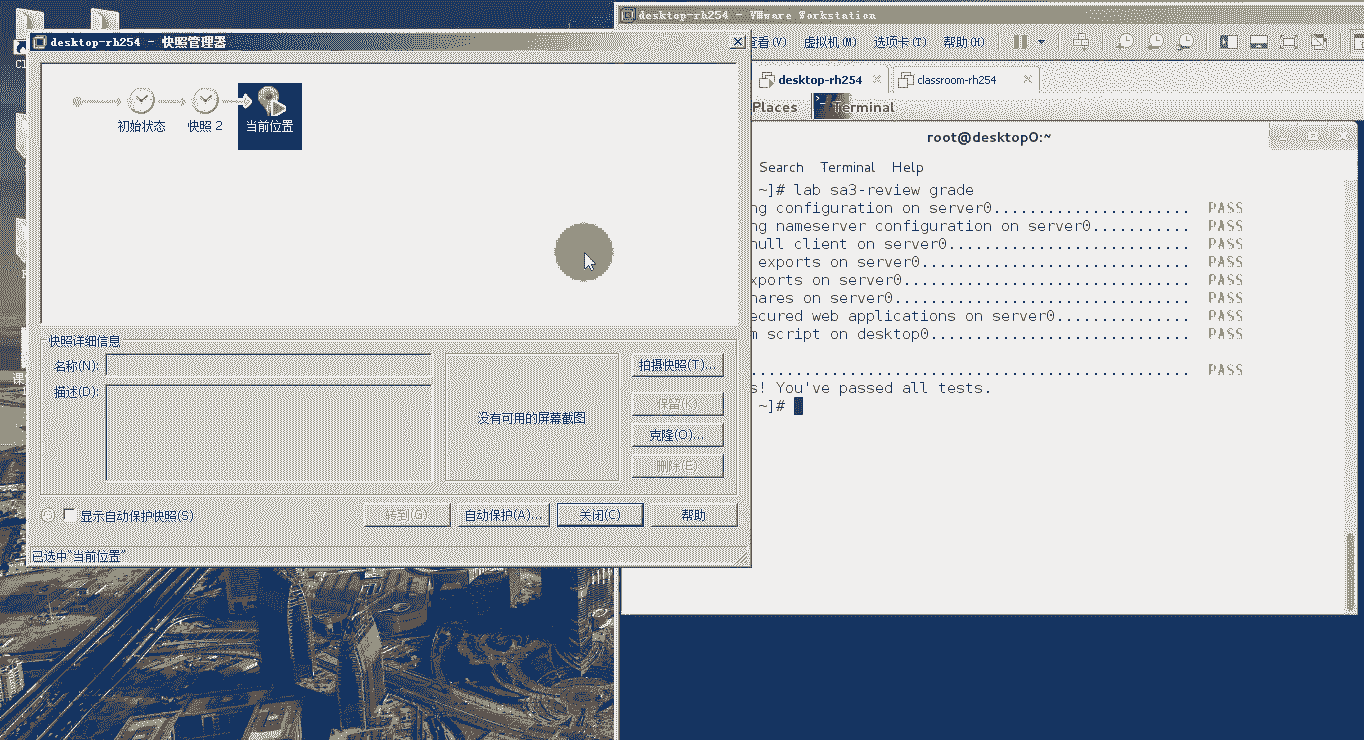 desktop-rh254 - VMware Workstation
desktop-rh254 - 快照管理器
查看(V) 虚拟机(M) 选项卡(T) 帮助(H)
desktop-rh254
classroom-rh254
Places Terminal
初始状态
快照 2
当前位置
root@desktop0:~
Search Terminal Help
~]# lab sa3-review grade
ng configuration on server0...................... PASS
ng nameserver configuration on server0........... PASS
null client on server0........................... PASS
exports on server0.............................. PASS
xports on server0................................ PASS
hares on server0................................. PASS
ecured web applications on server0............... PASS
n script on desktop0............................. PASS
................................................. PASS
s! You've passed all tests.
~]#
快照详细信息
名称(N):
描述(D):
没有可用的屏幕截图
拍摄快照(T)...
保留(K)
克隆(O)...
删除(E)
显示自动保护快照(S)
转到(G)
自动保护(A)...
关闭(C)
帮助
已选中"当前位置"